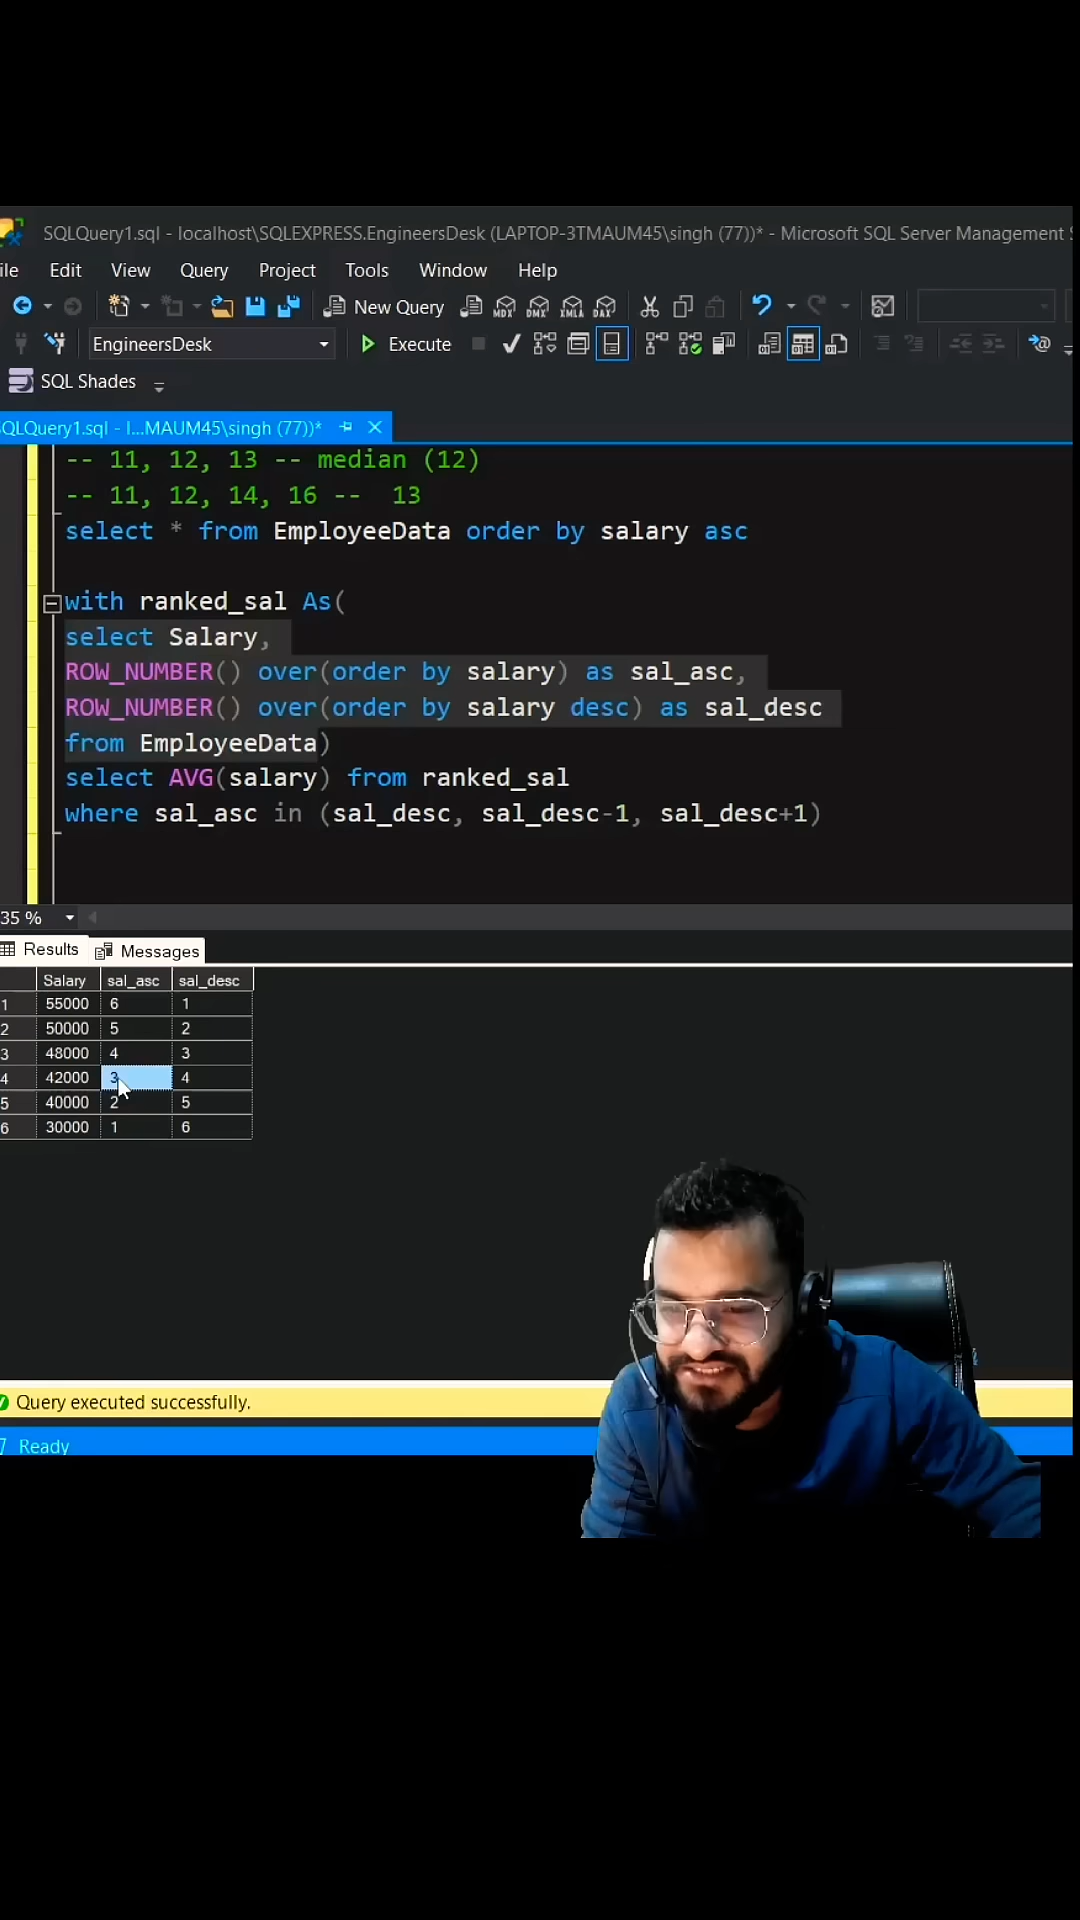 SQLQuery1.sql - localhost\SQLEXPRESS.EngineersDesk (LAPTOP-3TMAUM45\singh (77))* - Microsoft SQL Server Management S
ile Edit View Query Project Tools Window Help
New Query MDX DMX XMLA DAX
EngineersDesk Execute
SQL Shades
QLQuery1.sql - l...MAUM45\singh (77))*
-- 11, 12, 13 -- median (12)
-- 11, 12, 14, 16 -- 13
select * from EmployeeData order by salary asc
with ranked_sal As(
select Salary,
ROW_NUMBER() over(order by salary) as sal_asc,
ROW_NUMBER() over(order by salary desc) as sal_desc
from EmployeeData)
select AVG(salary) from ranked_sal
where sal_asc in (sal_desc, sal_desc-1, sal_desc+1)
35 %
Results Messages
Salary sal_asc sal_desc
1 55000 6 1
2 50000 5 2
3 48000 4 3
4 42000 3 4
5 40000 2 5
6 30000 1 6
Query executed successfully.
Ready